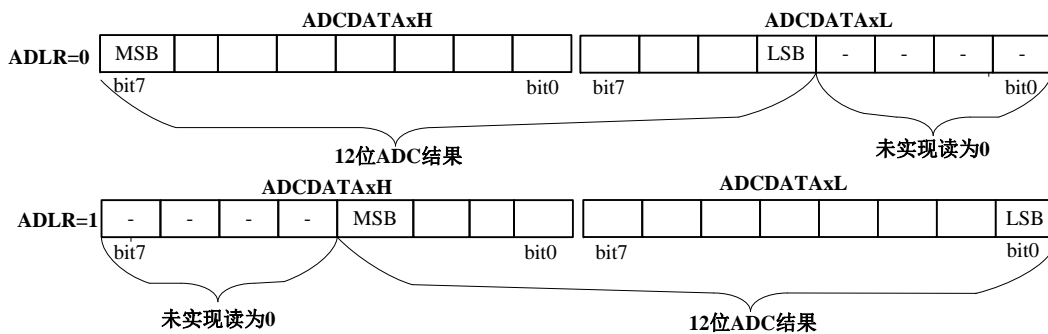 ADCDATAxH ADCDATAxL
ADLR=0 MSB LSB - - - -
bit7 bit0 bit7 bit0
12位ADC结果 未实现读为0
ADCDATAxH ADCDATAxL
ADLR=1 - - - - MSB LSB
bit7 bit0 bit7 bit0
未实现读为0 12位ADC结果